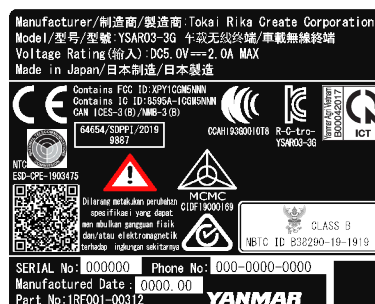 Manufacturer/制造商/製造商:Tokai Rika Create Corporation
Model/型号/型號:YSAR03-3G 车载无线终端/車載無線終端
Voltage Rating(输入):DC5.0V⎓2.0A MAX
Made in Japan/日本制造/日本製造
Contains FCC ID:XPY1CGM5NNN
Contains IC ID:8595A-1CGM5NNN
CAN ICES-3(B)/NMB-3(B)
64654/SDPPI/2019
9887
CCAH193G0010T8
R-C-tro-
YSAR03-3G
Yanmar Agri Vietnam
B00042017
ICT
NTC
ESD-CPE-1903475
Dilarang melakukan perubahan
spesifikasi yang dapat
menimbulkan gangguan fisik
dan/atau elektromagnetik
terhadap lingkungan sekitarnya
MCMC
CIDF19000169
CLASS B
NBTC ID B38290-19-1919
SERIAL No: 000000 Phone No: 000-0000-0000
Manufactured Date: 0000.00
Part No:1RF001-00312
YANMAR